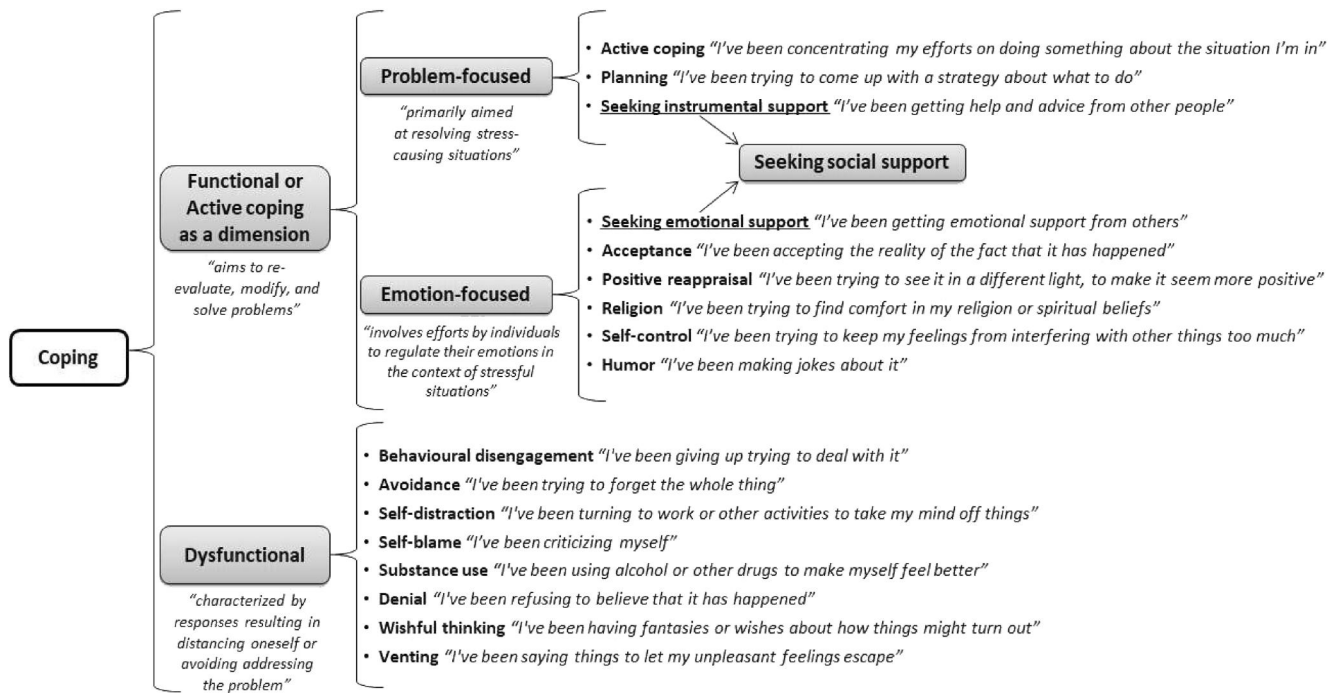 Coping
Functional or
Active coping
as a dimension
“aims to re-
evaluate, modify, and
solve problems”
Problem-focused
“primarily aimed
at resolving stress-
causing situations”
• Active coping “I’ve been concentrating my efforts on doing something about the situation I’m in”
• Planning “I’ve been trying to come up with a strategy about what to do”
• Seeking instrumental support “I’ve been getting help and advice from other people”
Seeking social support
Emotion-focused
“involves efforts by individuals
to regulate their emotions in
the context of stressful
situations”
• Seeking emotional support “I’ve been getting emotional support from others”
• Acceptance “I’ve been accepting the reality of the fact that it has happened”
• Positive reappraisal “I’ve been trying to see it in a different light, to make it seem more positive”
• Religion “I’ve been trying to find comfort in my religion or spiritual beliefs”
• Self-control “I’ve been trying to keep my feelings from interfering with other things too much”
• Humor “I’ve been making jokes about it”
Dysfunctional
“characterized by
responses resulting in
distancing oneself or
avoiding addressing
the problem”
• Behavioural disengagement “I've been giving up trying to deal with it”
• Avoidance “I've been trying to forget the whole thing”
• Self-distraction “I've been turning to work or other activities to take my mind off things”
• Self-blame “I’ve been criticizing myself”
• Substance use “I've been using alcohol or other drugs to make myself feel better”
• Denial “I've been refusing to believe that it has happened”
• Wishful thinking “I've been having fantasies or wishes about how things might turn out”
• Venting “I've been saying things to let my unpleasant feelings escape”